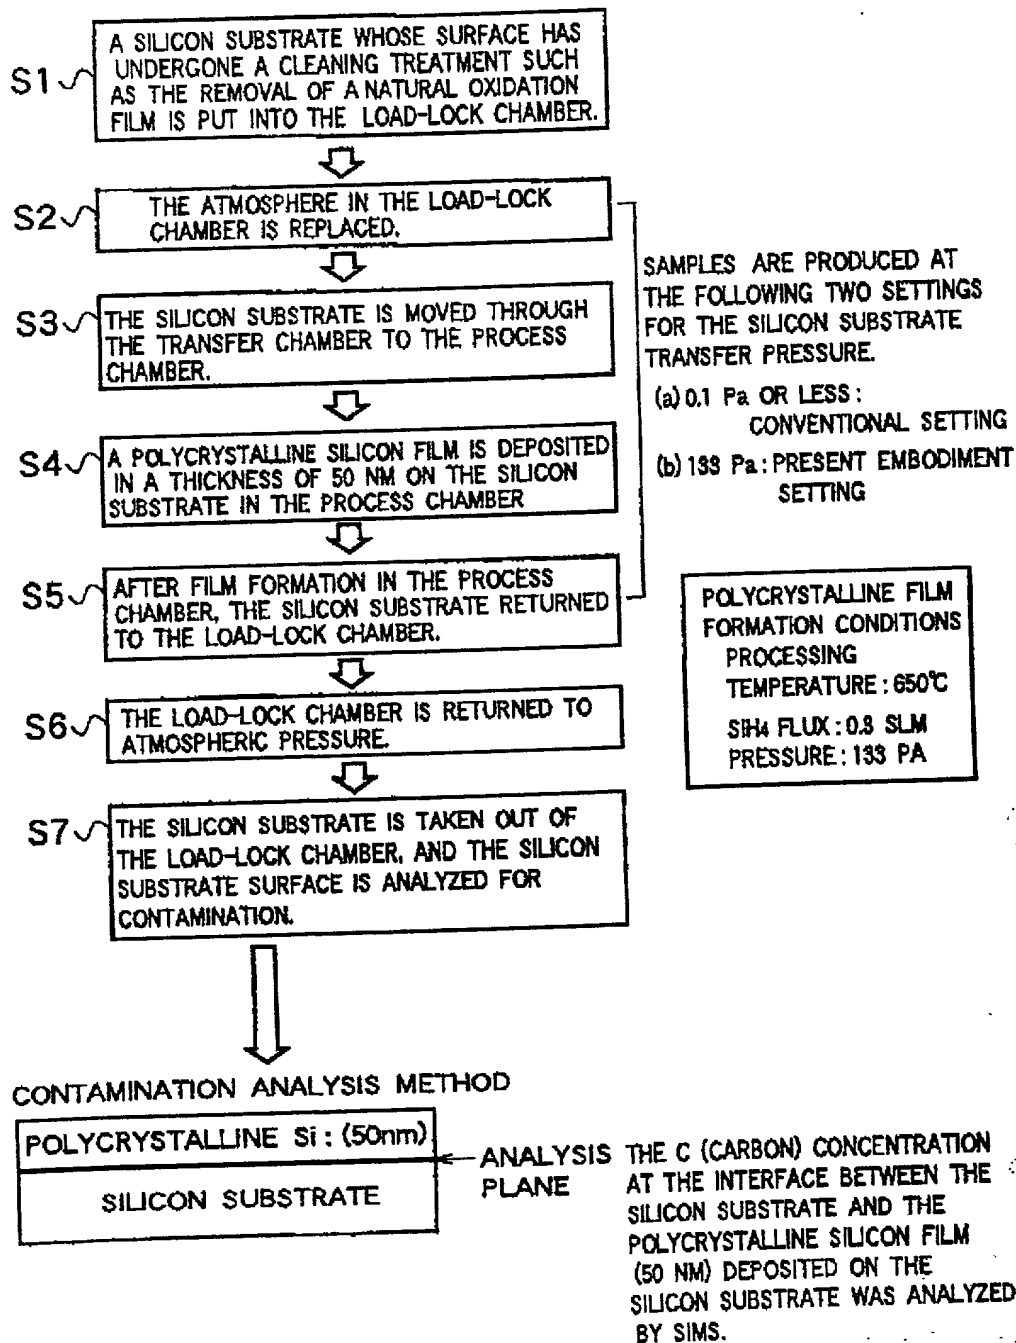 S1
A SILICON SUBSTRATE WHOSE SURFACE HAS
UNDERGONE A CLEANING TREATMENT SUCH
AS THE REMOVAL OF A NATURAL OXIDATION
FILM IS PUT INTO THE LOAD-LOCK CHAMBER.
S2
THE ATMOSPHERE IN THE LOAD-LOCK
CHAMBER IS REPLACED.
S3
THE SILICON SUBSTRATE IS MOVED THROUGH
THE TRANSFER CHAMBER TO THE PROCESS
CHAMBER.
S4
A POLYCRYSTALLINE SILICON FILM IS DEPOSITED
IN A THICKNESS OF 50 NM ON THE SILICON
SUBSTRATE IN THE PROCESS CHAMBER
S5
AFTER FILM FORMATION IN THE PROCESS
CHAMBER, THE SILICON SUBSTRATE RETURNED
TO THE LOAD-LOCK CHAMBER.
S6
THE LOAD-LOCK CHAMBER IS RETURNED TO
ATMOSPHERIC PRESSURE.
S7
THE SILICON SUBSTRATE IS TAKEN OUT OF
THE LOAD-LOCK CHAMBER, AND THE SILICON
SUBSTRATE SURFACE IS ANALYZED FOR
CONTAMINATION.
SAMPLES ARE PRODUCED AT
THE FOLLOWING TWO SETTINGS
FOR THE SILICON SUBSTRATE
TRANSFER PRESSURE.
(a) 0.1 Pa OR LESS :
CONVENTIONAL SETTING
(b) 133 Pa : PRESENT EMBODIMENT
SETTING
POLYCRYSTALLINE FILM
FORMATION CONDITIONS
PROCESSING
TEMPERATURE : 650℃
SiH4 FLUX : 0.3 SLM
PRESSURE : 133 PA
CONTAMINATION ANALYSIS METHOD
POLYCRYSTALLINE Si : (50nm)
SILICON SUBSTRATE
ANALYSIS
PLANE
THE C (CARBON) CONCENTRATION
AT THE INTERFACE BETWEEN THE
SILICON SUBSTRATE AND THE
POLYCRYSTALLINE SILICON FILM
(50 NM) DEPOSITED ON THE
SILICON SUBSTRATE WAS ANALYZED
BY SIMS.